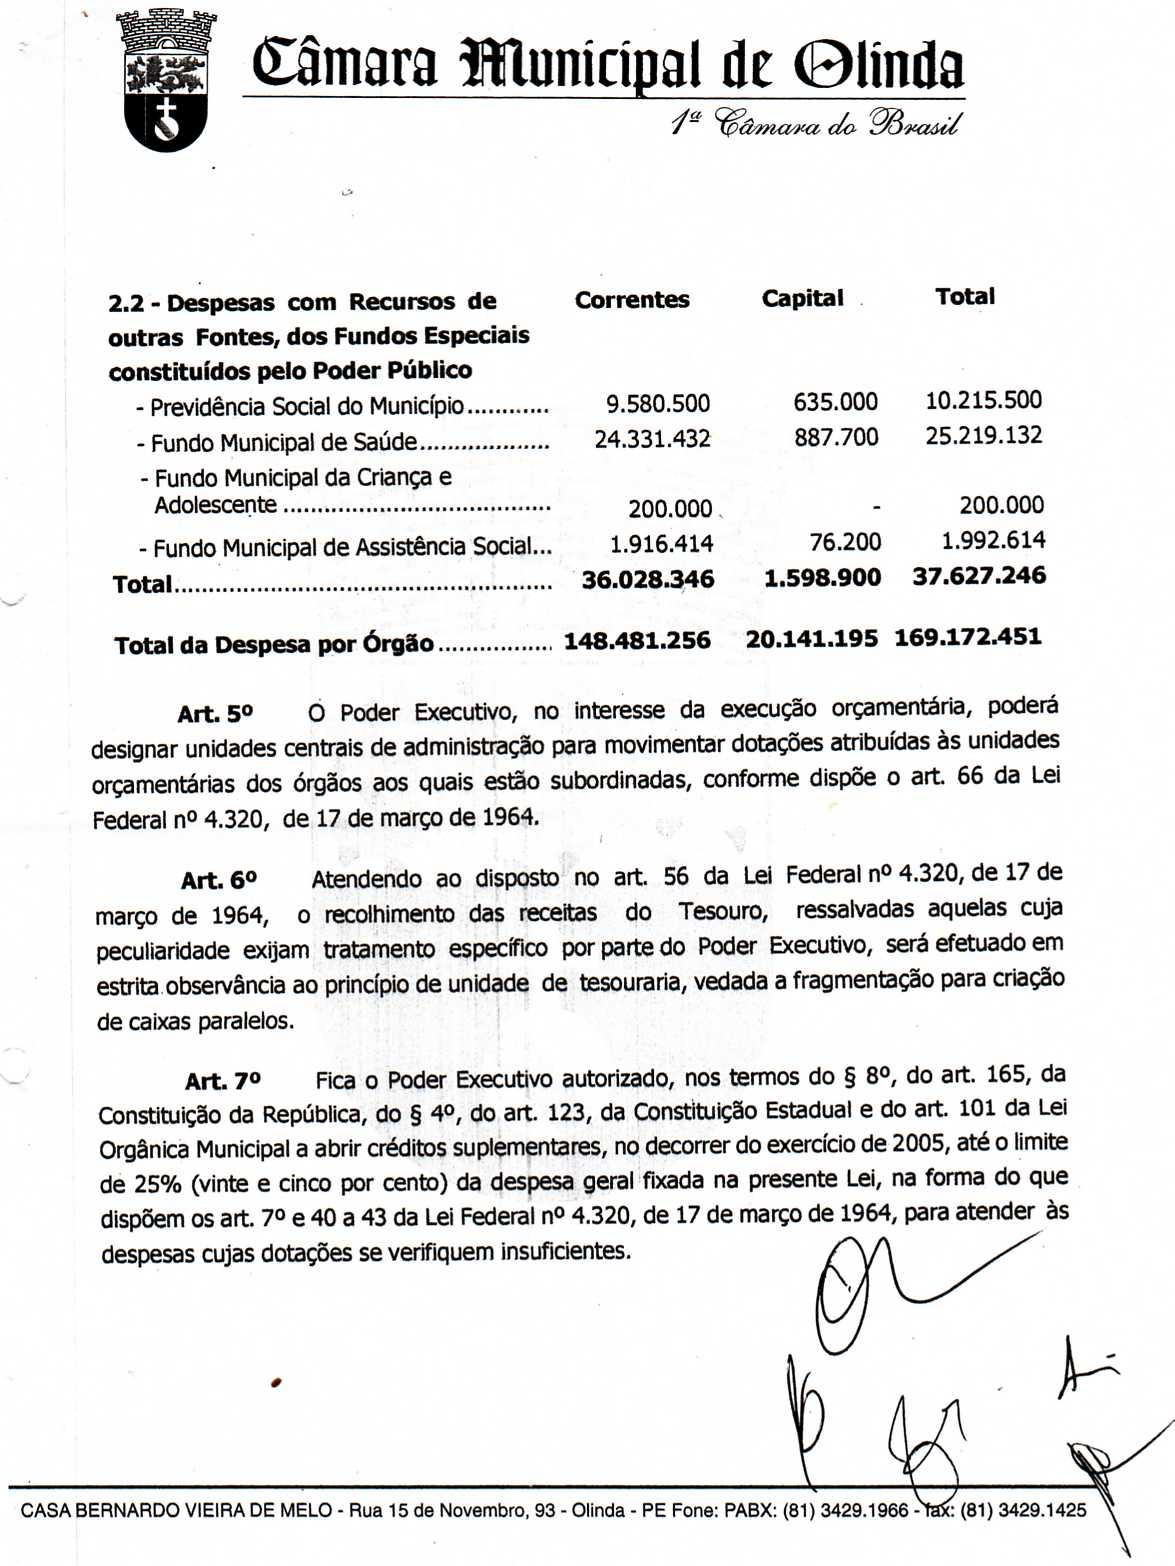 Câmara Municipal de Olinda
1ª Câmara do Brasil
2.2 - Despesas com Recursos de Correntes Capital Total
outras Fontes, dos Fundos Especiais
constituídos pelo Poder Público
- Previdência Social do Município............ 9.580.500 635.000 10.215.500
- Fundo Municipal de Saúde................... 24.331.432 887.700 25.219.132
- Fundo Municipal da Criança e
Adolescente ....................................... 200.000 - 200.000
- Fundo Municipal de Assistência Social... 1.916.414 76.200 1.992.614
Total....................................................... 36.028.346 1.598.900 37.627.246
Total da Despesa por Órgão ................. 148.481.256 20.141.195 169.172.451
Art. 5º O Poder Executivo, no interesse da execução orçamentária, poderá
designar unidades centrais de administração para movimentar dotações atribuídas às unidades
orçamentárias dos órgãos aos quais estão subordinadas, conforme dispõe o art. 66 da Lei
Federal nº 4.320, de 17 de março de 1964.
Art. 6º Atendendo ao disposto no art. 56 da Lei Federal nº 4.320, de 17 de
março de 1964, o recolhimento das receitas do Tesouro, ressalvadas aquelas cuja
peculiaridade exijam tratamento específico por parte do Poder Executivo, será efetuado em
estrita observância ao princípio de unidade de tesouraria, vedada a fragmentação para criação
de caixas paralelos.
Art. 7º Fica o Poder Executivo autorizado, nos termos do § 8º, do art. 165, da
Constituição da República, do § 4º, do art. 123, da Constituição Estadual e do art. 101 da Lei
Orgânica Municipal a abrir créditos suplementares, no decorrer do exercício de 2005, até o limite
de 25% (vinte e cinco por cento) da despesa geral fixada na presente Lei, na forma do que
dispõem os art. 7º e 40 a 43 da Lei Federal nº 4.320, de 17 de março de 1964, para atender às
despesas cujas dotações se verifiquem insuficientes.
CASA BERNARDO VIEIRA DE MELO - Rua 15 de Novembro, 93 - Olinda - PE Fone: PABX: (81) 3429.1966 - fax: (81) 3429.1425